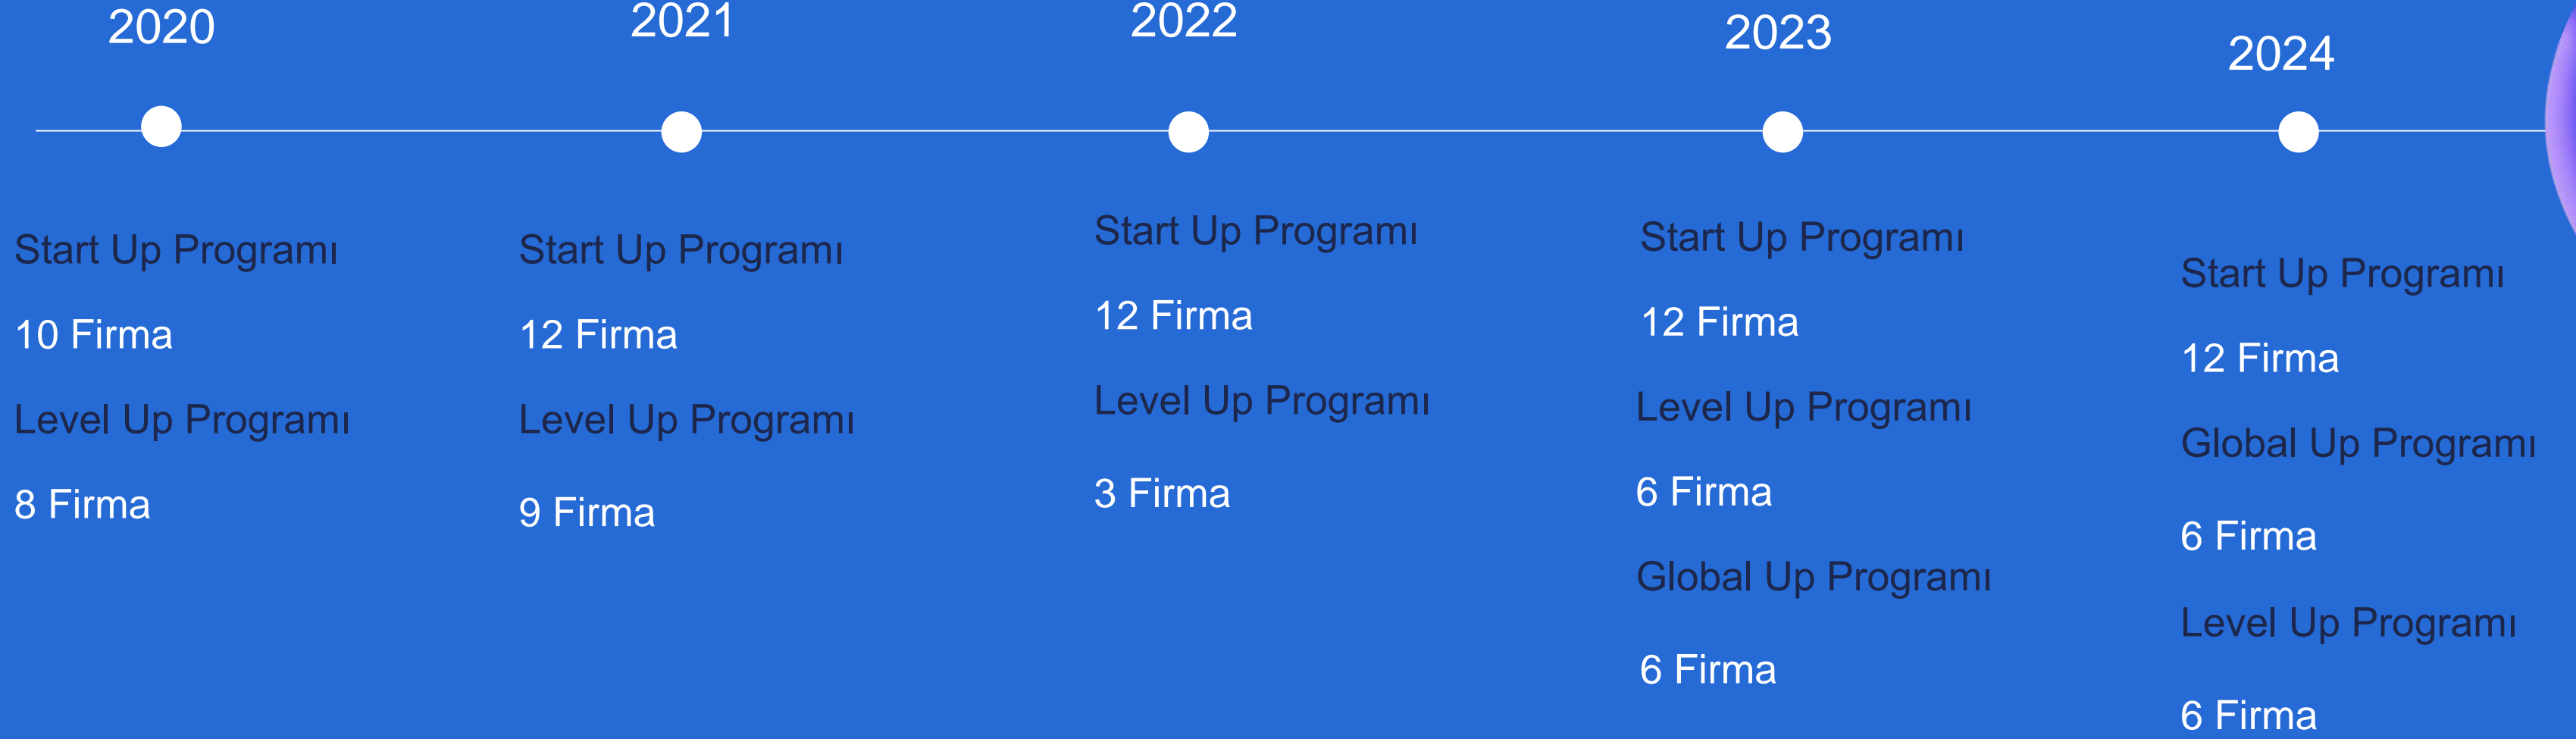 2020
Start Up Programı
10 Firma
Level Up Programı
8 Firma
2021
Start Up Programı
12 Firma
Level Up Programı
9 Firma
2022
Start Up Programı
12 Firma
Level Up Programı
3 Firma
2023
Start Up Programı
12 Firma
Level Up Programı
6 Firma
Global Up Programı
6 Firma
2024
Start Up Programı
12 Firma
Global Up Programı
6 Firma
Level Up Programı
6 Firma